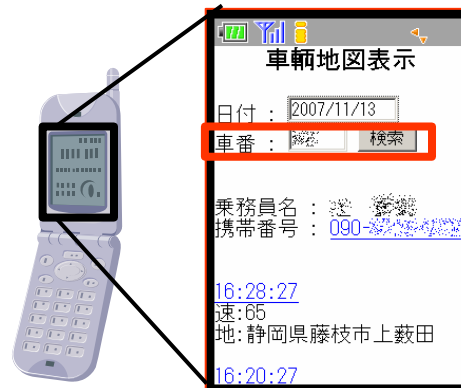 車輌地図表示
日付 : 2007/11/13
車番 : 検索
乗務員名 :
携帯番号 : 090-
16:28:27
速:65
地:静岡県藤枝市上薮田
16:20:27